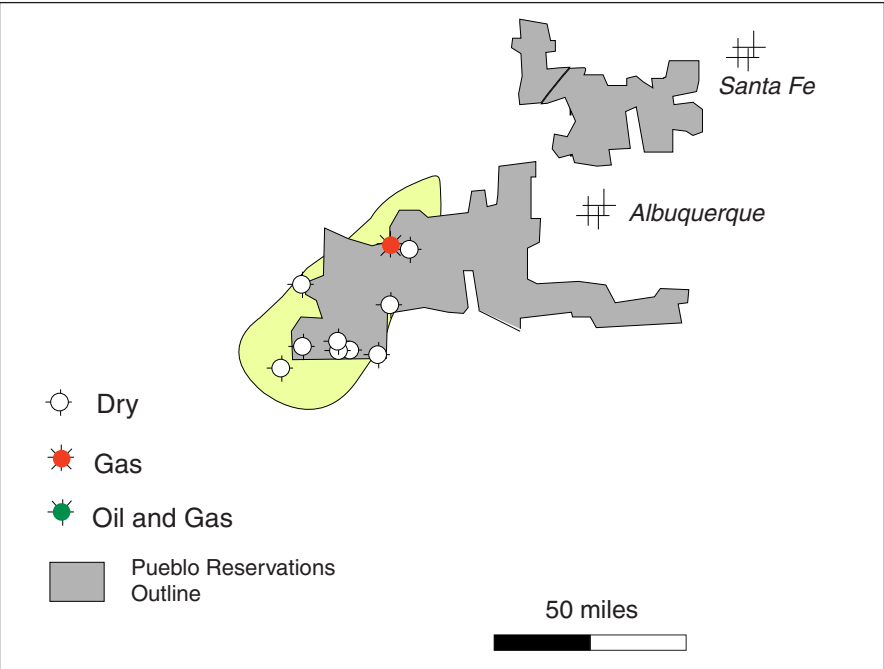 Santa Fe
Albuquerque
Dry
Gas
Oil and Gas
Pueblo Reservations
Outline
50 miles